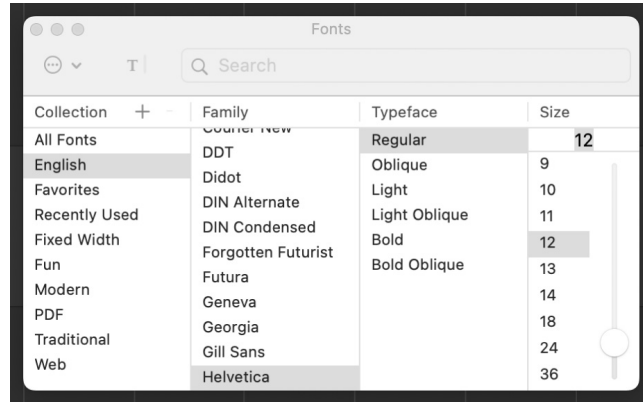 Fonts
T
Search
Collection + -
All Fonts
English
Favorites
Recently Used
Fixed Width
Fun
Modern
PDF
Traditional
Web
Family
Courier New
DDT
Didot
DIN Alternate
DIN Condensed
Forgotten Futurist
Futura
Geneva
Georgia
Gill Sans
Helvetica
Typeface
Regular
Oblique
Light
Light Oblique
Bold
Bold Oblique
Size
12
9
10
11
12
13
14
18
24
36